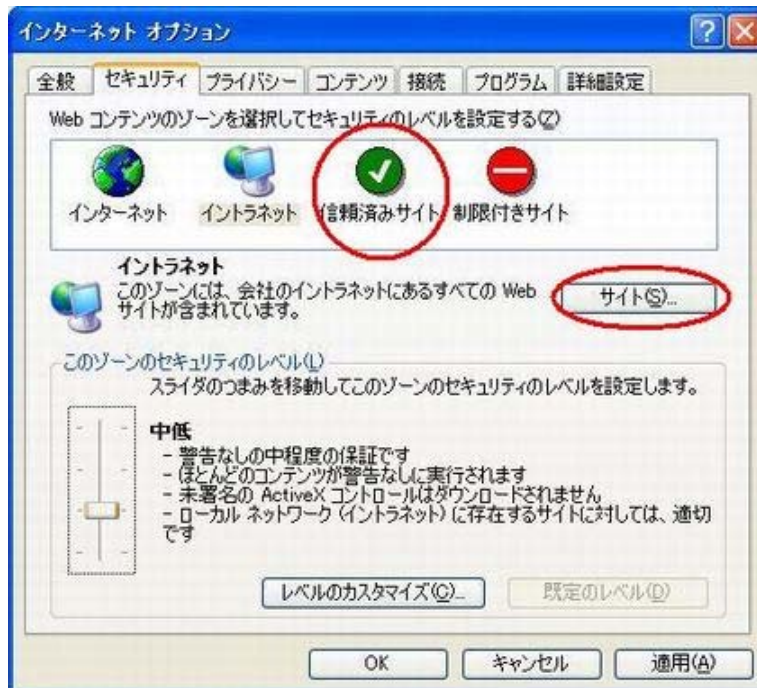 インターネット オプション
全般 セキュリティ プライバシー コンテンツ 接続 プログラム 詳細設定
Web コンテンツのゾーンを選択してセキュリティのレベルを設定する(Z)
インターネット イントラネット 信頼済みサイト 制限付きサイト
イントラネット
このゾーンには、会社のイントラネットにあるすべての Web
サイトが含まれています。
サイト(S)...
このゾーンのセキュリティのレベル(L)
スライダのつまみを移動してこのゾーンのセキュリティのレベルを設定します。
中低
- 警告なしの中程度の保証です
- ほとんどのコンテンツが警告なしに実行されます
- 未署名の ActiveX コントロールはダウンロードされません
- ローカル ネットワーク (イントラネット) に存在するサイトに対しては、適切
です
レベルのカスタマイズ(C)... 既定のレベル(D)
OK キャンセル 適用(A)